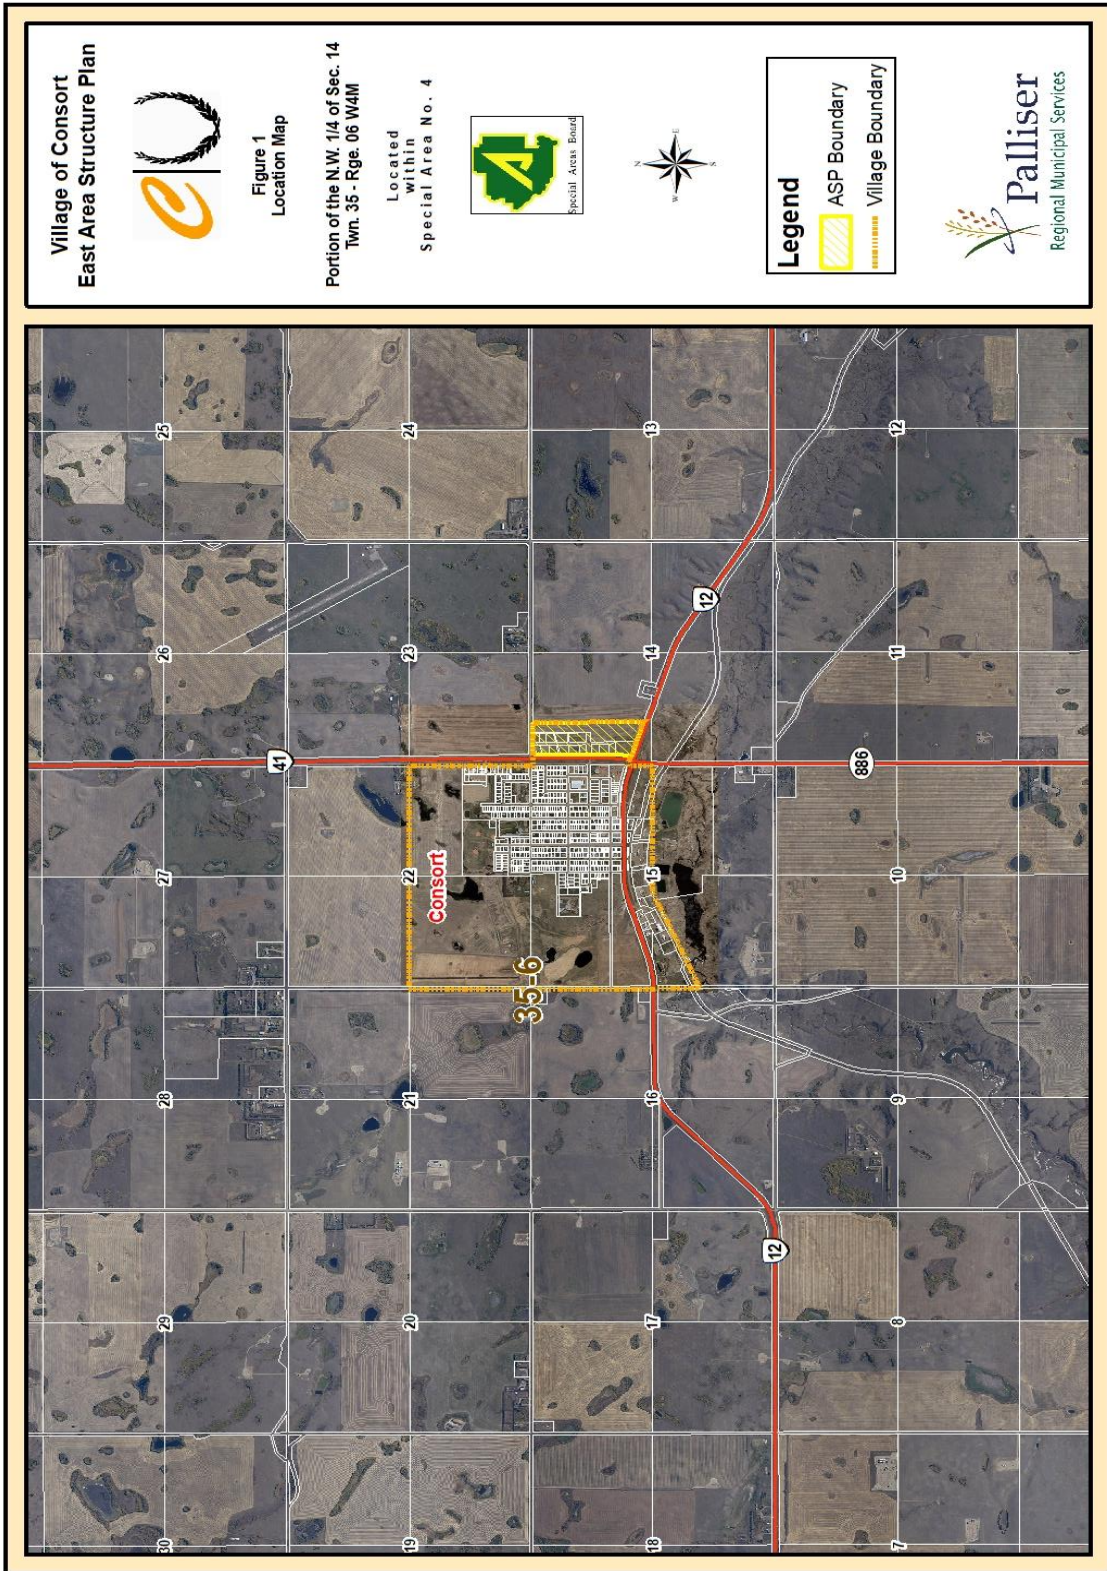 Village of Consort
East Area Structure Plan
C
Figure 1
Location Map
Portion of the N.W. 1/4 of Sec. 14
Twn. 35 - Rge. 06 W4M
Located
within
Special Area No. 4
Special Areas Board
N
W
E
S
Legend
ASP Boundary
Village Boundary
Palliser
Regional Municipal Services
30
29
28
27
26
25
41
19
20
21
22
23
24
Consort
35-6
18
17
16
15
14
13
12
12
7
8
9
10
11
12
886